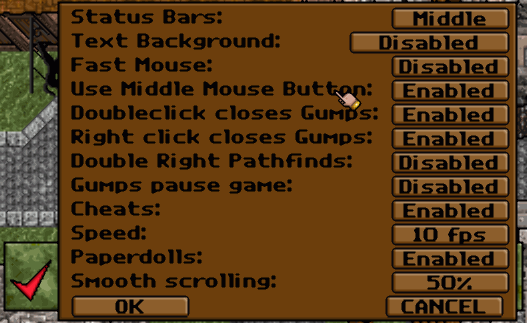 Status Bars: Middle
Text Background: Disabled
Fast Mouse: Disabled
Use Middle Mouse Button: Enabled
Doubleclick closes Gumps: Enabled
Right click closes Gumps: Enabled
Double Right Pathfinds: Disabled
Gumps pause game: Disabled
Cheats: Enabled
Speed: 10 fps
Paperdolls: Enabled
Smooth scrolling: 50%
OK CANCEL